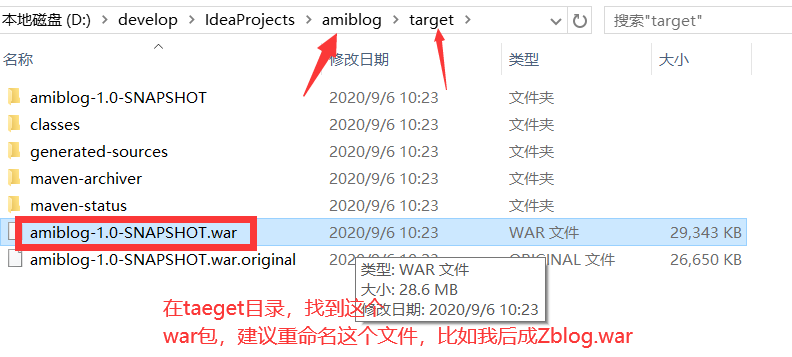 本地磁盘 (D:) › develop › IdeaProjects › amiblog › target ›
搜索"target"
名称 修改日期 类型 大小
amiblog-1.0-SNAPSHOT 2020/9/6 10:23 文件夹
classes 2020/9/6 10:23 文件夹
generated-sources 2020/9/6 10:23 文件夹
maven-archiver 2020/9/6 10:23 文件夹
maven-status 2020/9/6 10:23 文件夹
amiblog-1.0-SNAPSHOT.war 2020/9/6 10:23 WAR 文件 29,343 KB
amiblog-1.0-SNAPSHOT.war.original ORIGINAL 文件 26,650 KB
类型: WAR 文件
大小: 28.6 MB
修改日期: 2020/9/6 10:23
在taeget目录，找到这个
war包，建议重命名这个文件，比如我后成Zblog.war